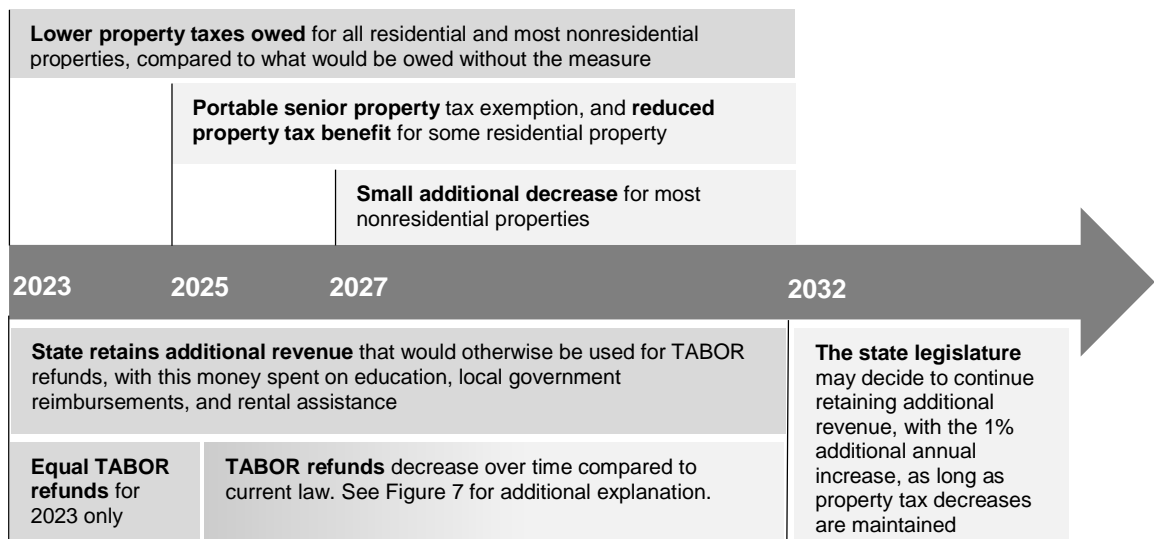 Lower property taxes owed for all residential and most nonresidential
properties, compared to what would be owed without the measure
Portable senior property tax exemption, and reduced
property tax benefit for some residential property
Small additional decrease for most
nonresidential properties
2023
2025
2027
2032
State retains additional revenue that would otherwise be used for TABOR
refunds, with this money spent on education, local government
reimbursements, and rental assistance
Equal TABOR
refunds for
2023 only
TABOR refunds decrease over time compared to
current law. See Figure 7 for additional explanation.
The state legislature
may decide to continue
retaining additional
revenue, with the 1%
additional annual
increase, as long as
property tax decreases
are maintained